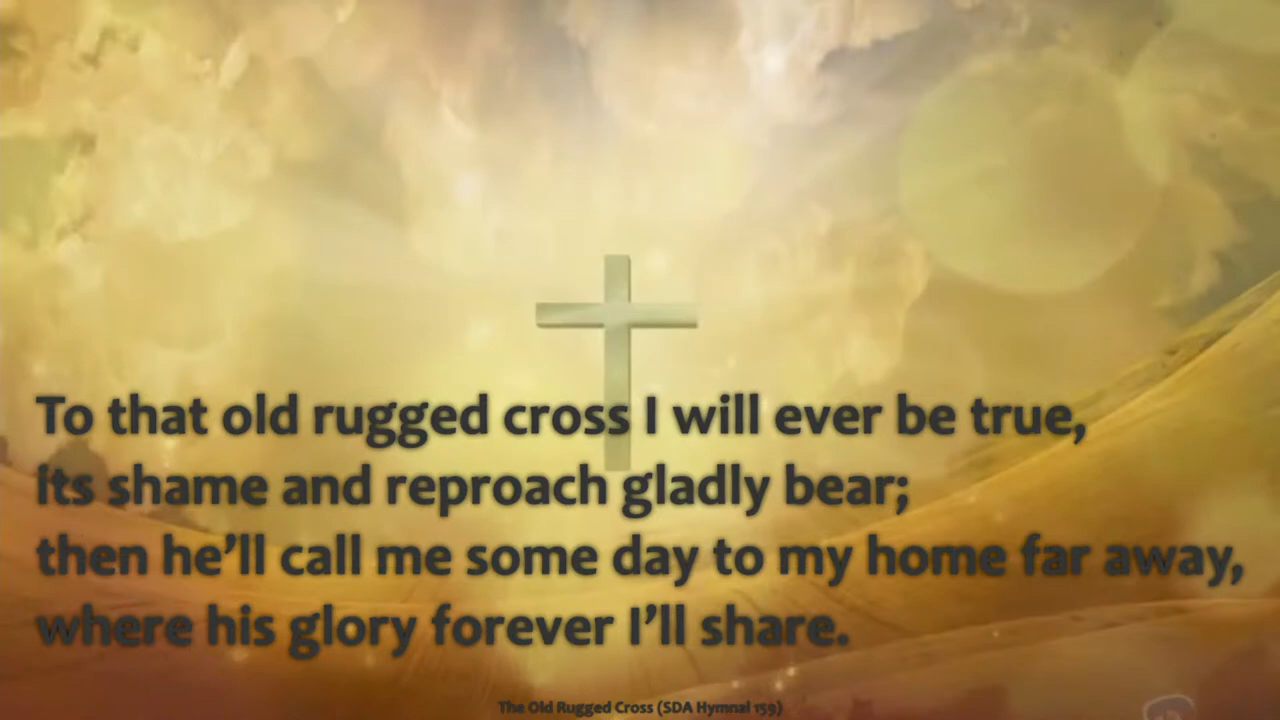 To that old rugged cross I will ever be true,
its shame and reproach gladly bear;
then he’ll call me some day to my home far away,
where his glory forever I’ll share.
The Old Rugged Cross (SDA Hymnal 159)